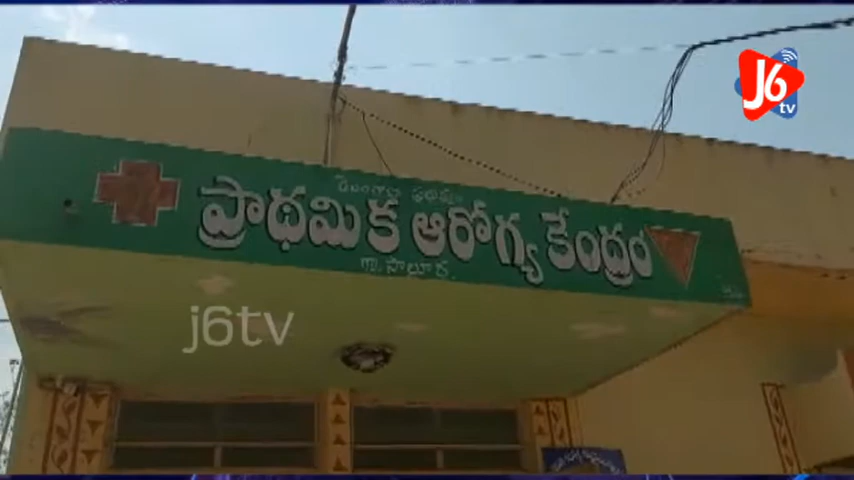 J6
tv
తెలంగాణ ప్రభుత్వం
ప్రాథమిక ఆరోగ్య కేంద్రం
గ్రా.
j6tv